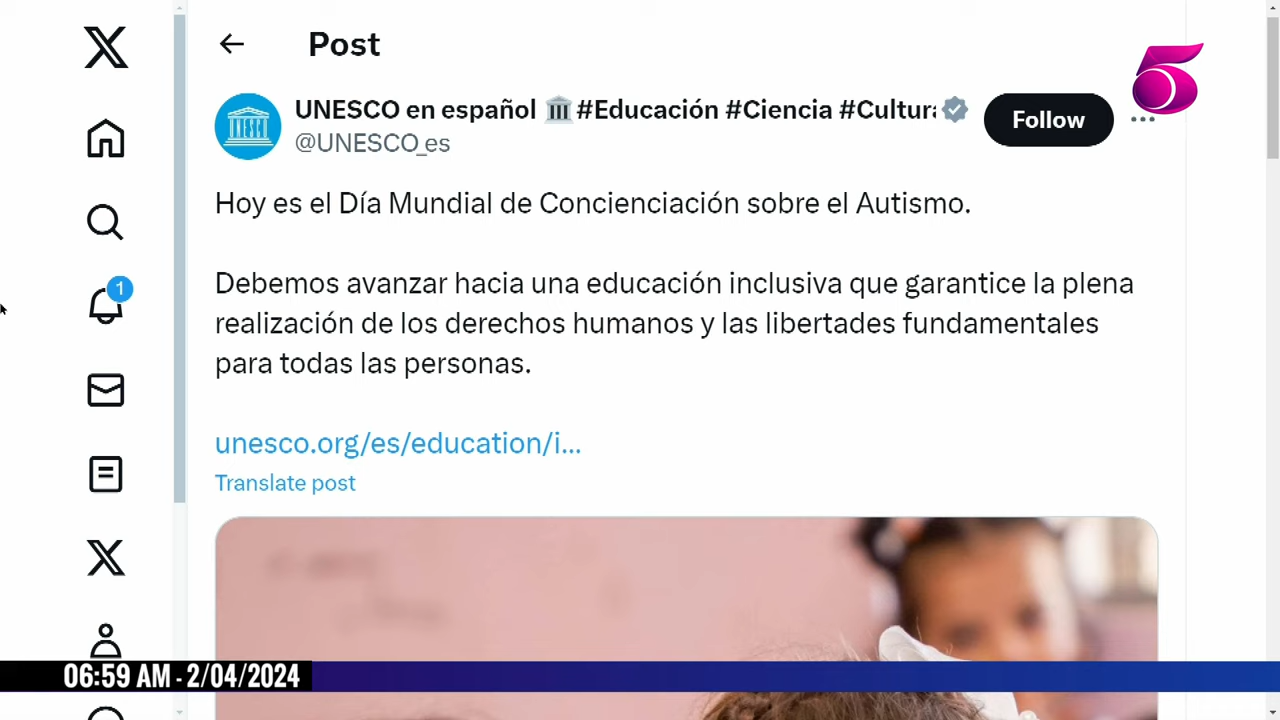 Post
5
UNESCO en español 🏛️#Educación #Ciencia #Cultur
Follow
@UNESCO_es
Hoy es el Día Mundial de Concienciación sobre el Autismo.
Debemos avanzar hacia una educación inclusiva que garantice la plena
realización de los derechos humanos y las libertades fundamentales
para todas las personas.
1
unesco.org/es/education/i...
Translate post
06:59 AM - 2/04/2024